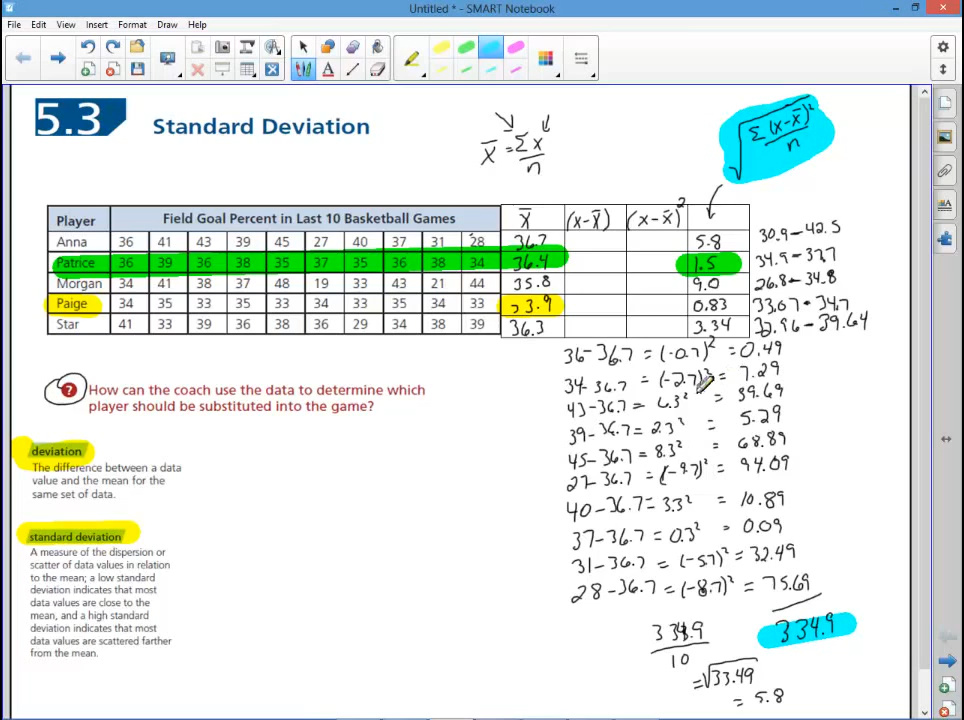 Untitled * - SMART Notebook
File Edit View Insert Format Draw Help
5.3 Standard Deviation
x̄ = Σx/n
√Σ(x-x̄)²/n
Player Field Goal Percent in Last 10 Basketball Games x̄ (x-x̄) (x-x̄)²
Anna 36 41 43 39 45 27 40 37 31 28 36.7 5.8 30.9-42.5
Patrice 36 39 36 38 35 37 35 36 38 34 36.4 1.5 34.9-37.7
Morgan 34 41 38 37 48 19 33 43 21 44 35.8 9.0 26.8-34.8
Paige 34 35 33 35 33 34 33 35 34 33 33.9 0.83 33.07-34.7
Star 41 33 39 36 38 36 29 34 38 39 36.3 3.34 32.96-39.64
36-36.7 = (-0.7)² = 0.49
34-36.7 = (-2.7)² = 7.29
43-36.7 = 6.3² = 39.69
39-36.7 = 2.3² = 5.29
45-36.7 = 8.3² = 68.89
27-36.7 = (-9.7)² = 94.09
40-36.7 = 3.3² = 10.89
37-36.7 = 0.3² = 0.09
31-36.7 = (-5.7)² = 32.49
28-36.7 = (-8.7)² = 75.69
334.9
334.9/10
= √33.49
= 5.8
? How can the coach use the data to determine which
player should be substituted into the game?
deviation
The difference between a data
value and the mean for the
same set of data.
standard deviation
A measure of the dispersion or
scatter of data values in relation
to the mean; a low standard
deviation indicates that most
data values are close to the
mean, and a high standard
deviation indicates that most
data values are scattered farther
from the mean.